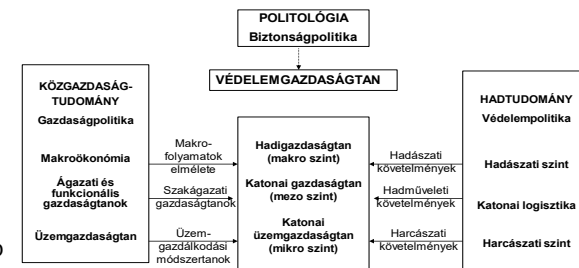 POLITOLÓGIA
Biztonságpolitika
VÉDELEMGAZDASÁGTAN
KÖZGAZDASÁG-
TUDOMÁNY
Gazdaságpolitika
Makroökonómia
Ágazati és
funkcionális
gazdaságtanok
Üzemgazdaságtan
Makro-
folyamatok
elmélete
Szakágazati
gazdaságtanok
Üzem-
gazdálkodási
módszertanok
Hadigazdaságtan
(makro szint)
Katonai gazdaságtan
(mezo szint)
Katonai
üzemgazdaságtan
(mikro szint)
Hadászati
követelmények
Hadműveleti
követelmények
Harcászati
követelmények
HADTUDOMÁNY
Védelempolitika
Hadászati szint
Katonai logisztika
Harcászati szint